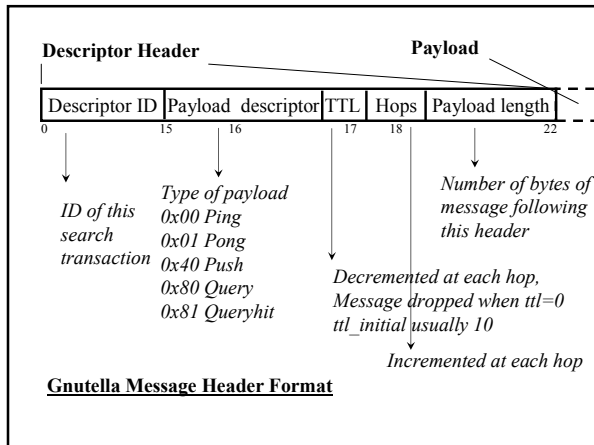 Descriptor Header
Payload
Descriptor ID Payload descriptor TTL Hops Payload length
0 15 16 17 18 22
ID of this
search
transaction
Type of payload
0x00 Ping
0x01 Pong
0x40 Push
0x80 Query
0x81 Queryhit
Number of bytes of
message following
this header
Decremented at each hop,
Message dropped when ttl=0
ttl_initial usually 10
Incremented at each hop
Gnutella Message Header Format